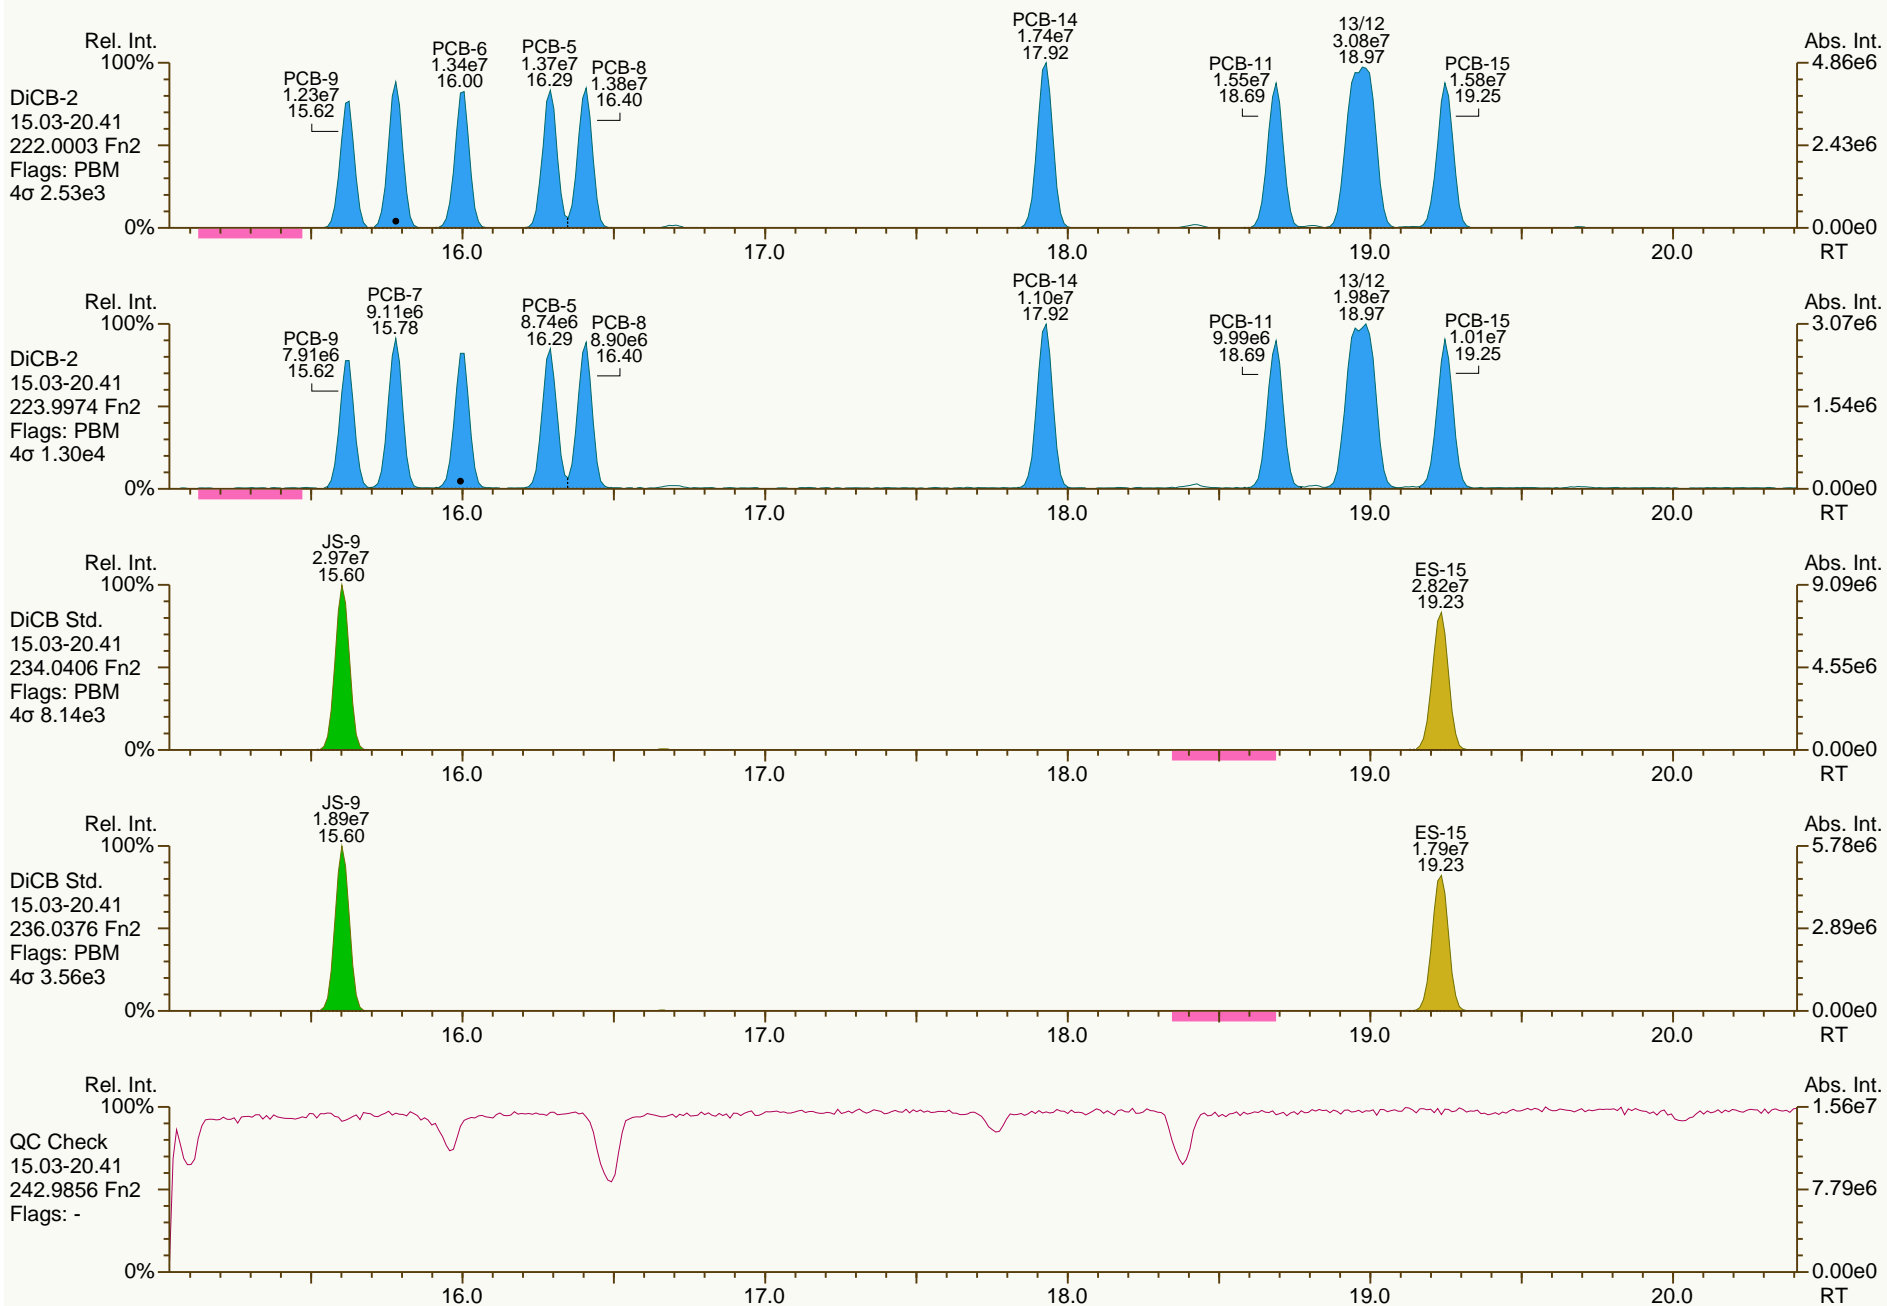 Rel. Int.
100%
0%
DiCB-2
15.03-20.41
222.0003 Fn2
Flags: PBM
4σ 2.53e3
PCB-9
1.23e7
15.62
PCB-6
1.34e7
16.00
PCB-5
1.37e7
16.29
PCB-8
1.38e7
16.40
PCB-14
1.74e7
17.92
PCB-11
1.55e7
18.69
13/12
3.08e7
18.97
PCB-15
1.58e7
19.25
Abs. Int.
4.86e6
2.43e6
0.00e0
16.0 17.0 18.0 19.0 20.0 RT
Rel. Int.
100%
0%
DiCB-2
15.03-20.41
223.9974 Fn2
Flags: PBM
4σ 1.30e4
PCB-9
7.91e6
15.62
PCB-7
9.11e6
15.78
PCB-5
8.74e6
16.29
PCB-8
8.90e6
16.40
PCB-14
1.10e7
17.92
PCB-11
9.99e6
18.69
13/12
1.98e7
18.97
PCB-15
1.01e7
19.25
Abs. Int.
3.07e6
1.54e6
0.00e0
16.0 17.0 18.0 19.0 20.0 RT
Rel. Int.
100%
0%
DiCB Std.
15.03-20.41
234.0406 Fn2
Flags: PBM
4σ 8.14e3
JS-9
2.97e7
15.60
ES-15
2.82e7
19.23
Abs. Int.
9.09e6
4.55e6
0.00e0
16.0 17.0 18.0 19.0 20.0 RT
Rel. Int.
100%
0%
DiCB Std.
15.03-20.41
236.0376 Fn2
Flags: PBM
4σ 3.56e3
JS-9
1.89e7
15.60
ES-15
1.79e7
19.23
Abs. Int.
5.78e6
2.89e6
0.00e0
16.0 17.0 18.0 19.0 20.0 RT
Rel. Int.
100%
0%
QC Check
15.03-20.41
242.9856 Fn2
Flags: -
Abs. Int.
1.56e7
7.79e6
0.00e0
16.0 17.0 18.0 19.0 20.0 RT